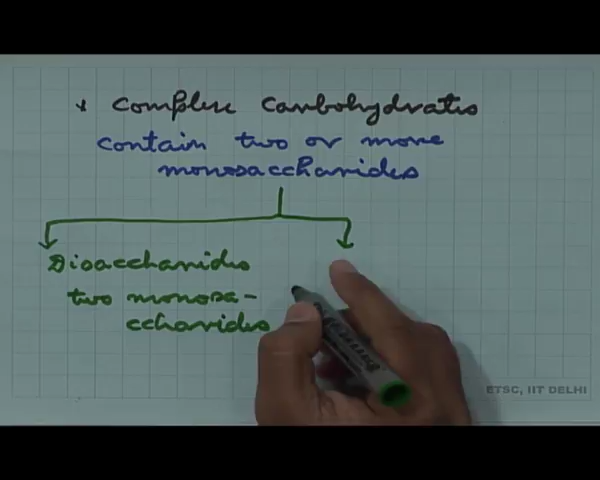 * Complex Carbohydrates
contain two or more
monosaccharides
Disaccharides
two monosa-
ccharides
ETSC, IIT DELHI